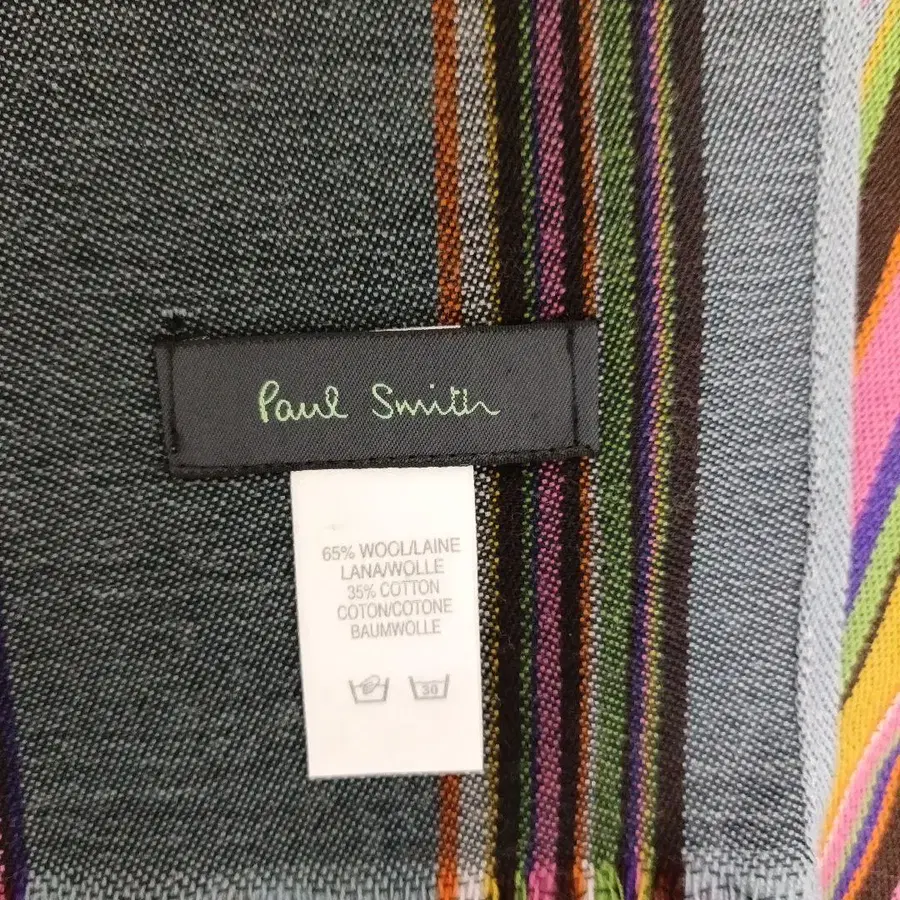 Paul Smith
65% WOOL/LAINE
LANA/WOLLE
35% COTTON
COTON/COTONE
BAUMWOLLE
30